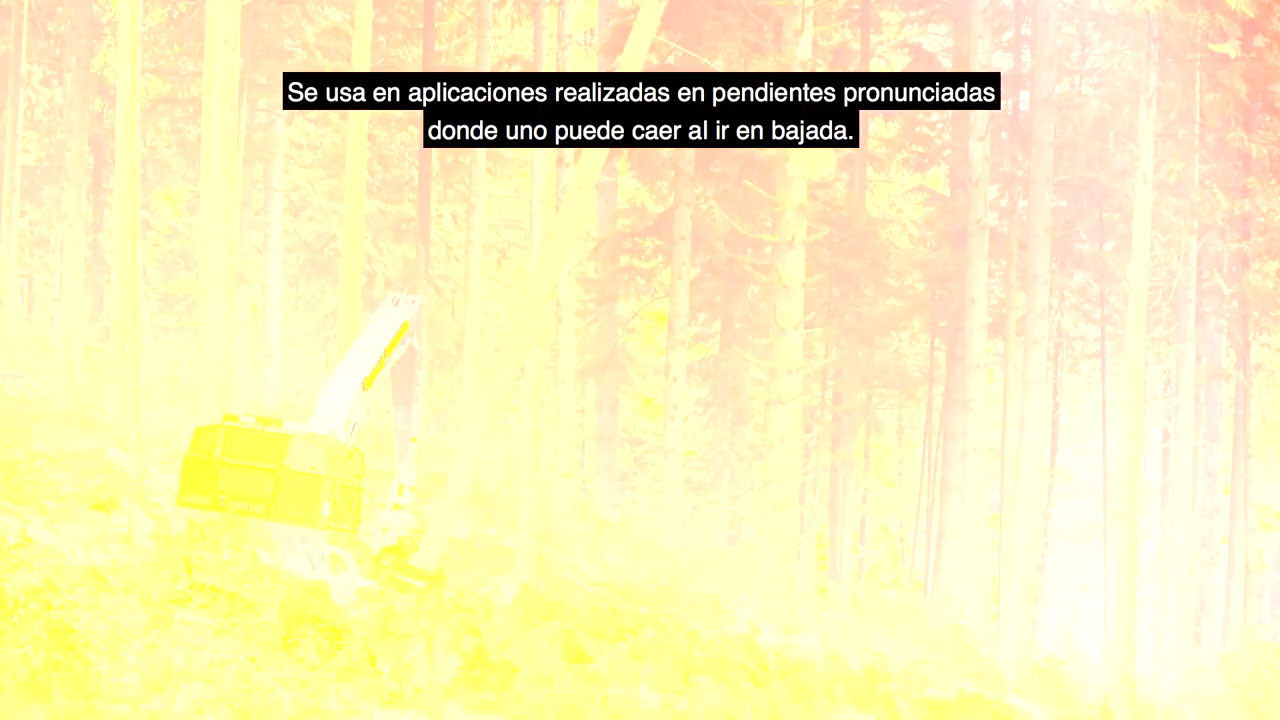 Se usa en aplicaciones realizadas en pendientes pronunciadas
donde uno puede caer al ir en bajada.